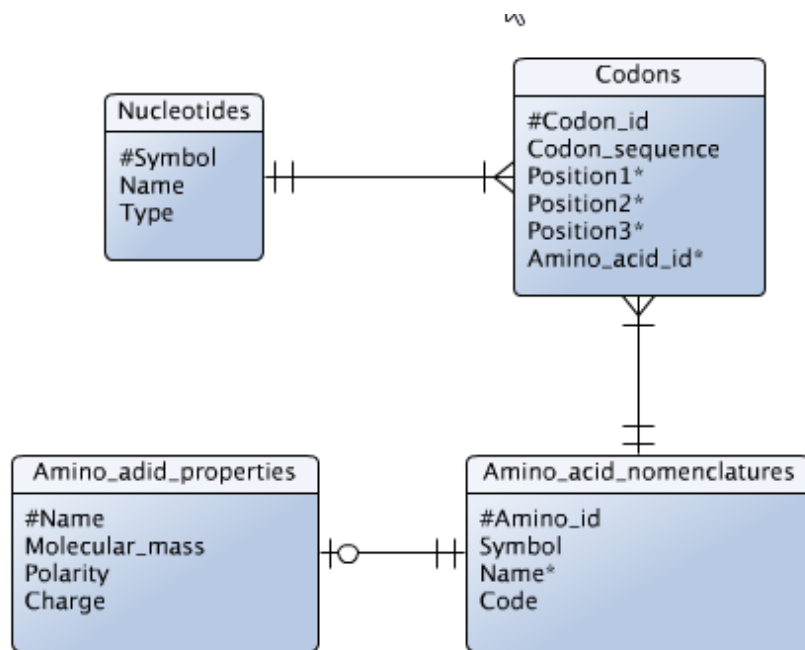 Nucleotides
#Symbol
Name
Type
Codons
#Codon_id
Codon_sequence
Position1*
Position2*
Position3*
Amino_acid_id*
Amino_adid_properties
#Name
Molecular_mass
Polarity
Charge
Amino_acid_nomenclatures
#Amino_id
Symbol
Name*
Code